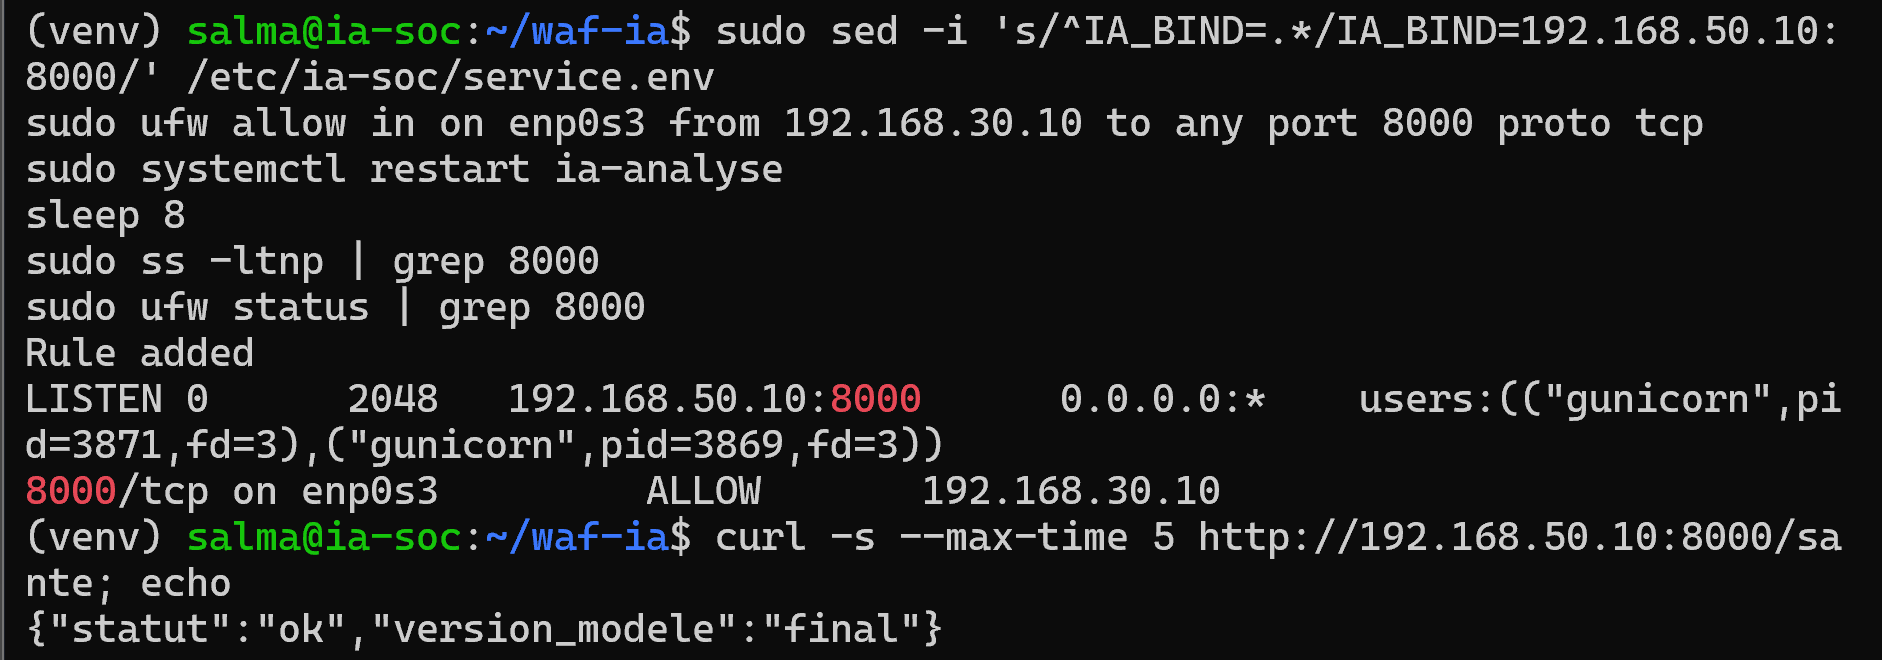 (venv) salma@ia-soc:~/waf-ia$ sudo sed -i 's/^IA_BIND=.*/IA_BIND=192.168.50.10:
8000/' /etc/ia-soc/service.env
sudo ufw allow in on enp0s3 from 192.168.30.10 to any port 8000 proto tcp
sudo systemctl restart ia-analyse
sleep 8
sudo ss -ltnp | grep 8000
sudo ufw status | grep 8000
Rule added
LISTEN 0      2048   192.168.50.10:8000      0.0.0.0:*    users:(("gunicorn",pi
d=3871,fd=3),("gunicorn",pid=3869,fd=3))
8000/tcp on enp0s3         ALLOW       192.168.30.10
(venv) salma@ia-soc:~/waf-ia$ curl -s --max-time 5 http://192.168.50.10:8000/sa
nte; echo
{"statut":"ok","version_modele":"final"}